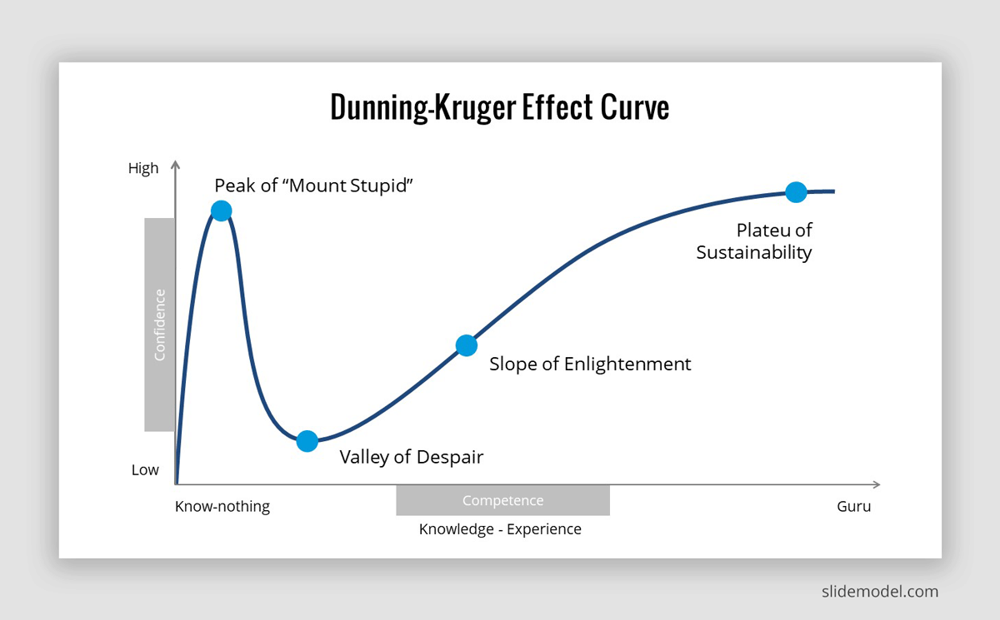 Dunning-Kruger Effect Curve
High
Peak of “Mount Stupid”
Plateu of
Sustainability
Confidence
Slope of Enlightenment
Valley of Despair
Low
Know-nothing
Competence
Guru
Knowledge - Experience
slidemodel.com